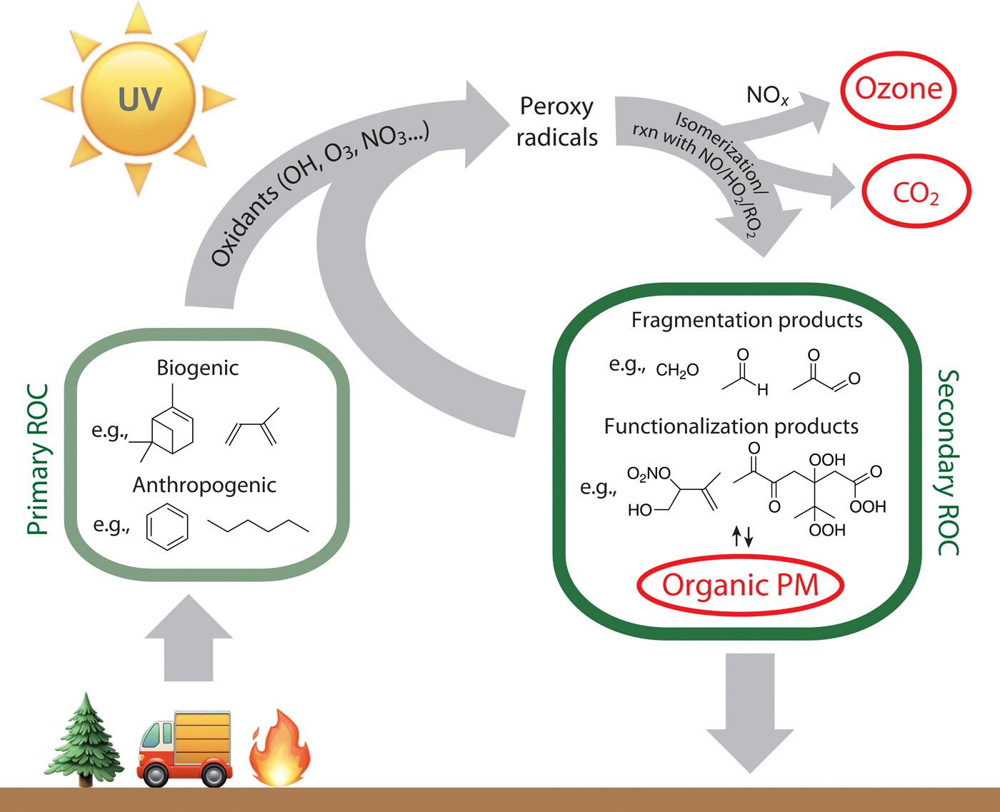 UV
Oxidants (OH, O₃, NO₃...)
Peroxy
radicals
Isomerization/
rxn with NO/HO₂/RO₂
NOₓ
Ozone
CO₂
Primary ROC
Biogenic
e.g.,
Anthropogenic
e.g.,
Secondary ROC
Fragmentation products
e.g., CH₂O
O
H
O
O
Functionalization products
e.g.,
O₂NO
HO
O
O
OOH
O
OOH
OOH
Organic PM